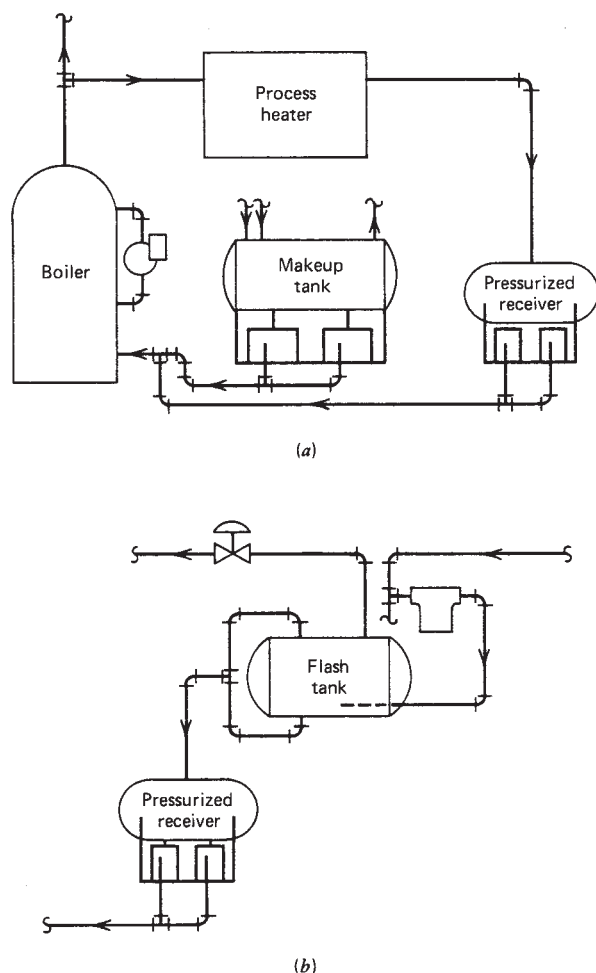 Process
heater
Boiler
Makeup
tank
Pressurized
receiver
(a)
Flash
tank
Pressurized
receiver
(b)